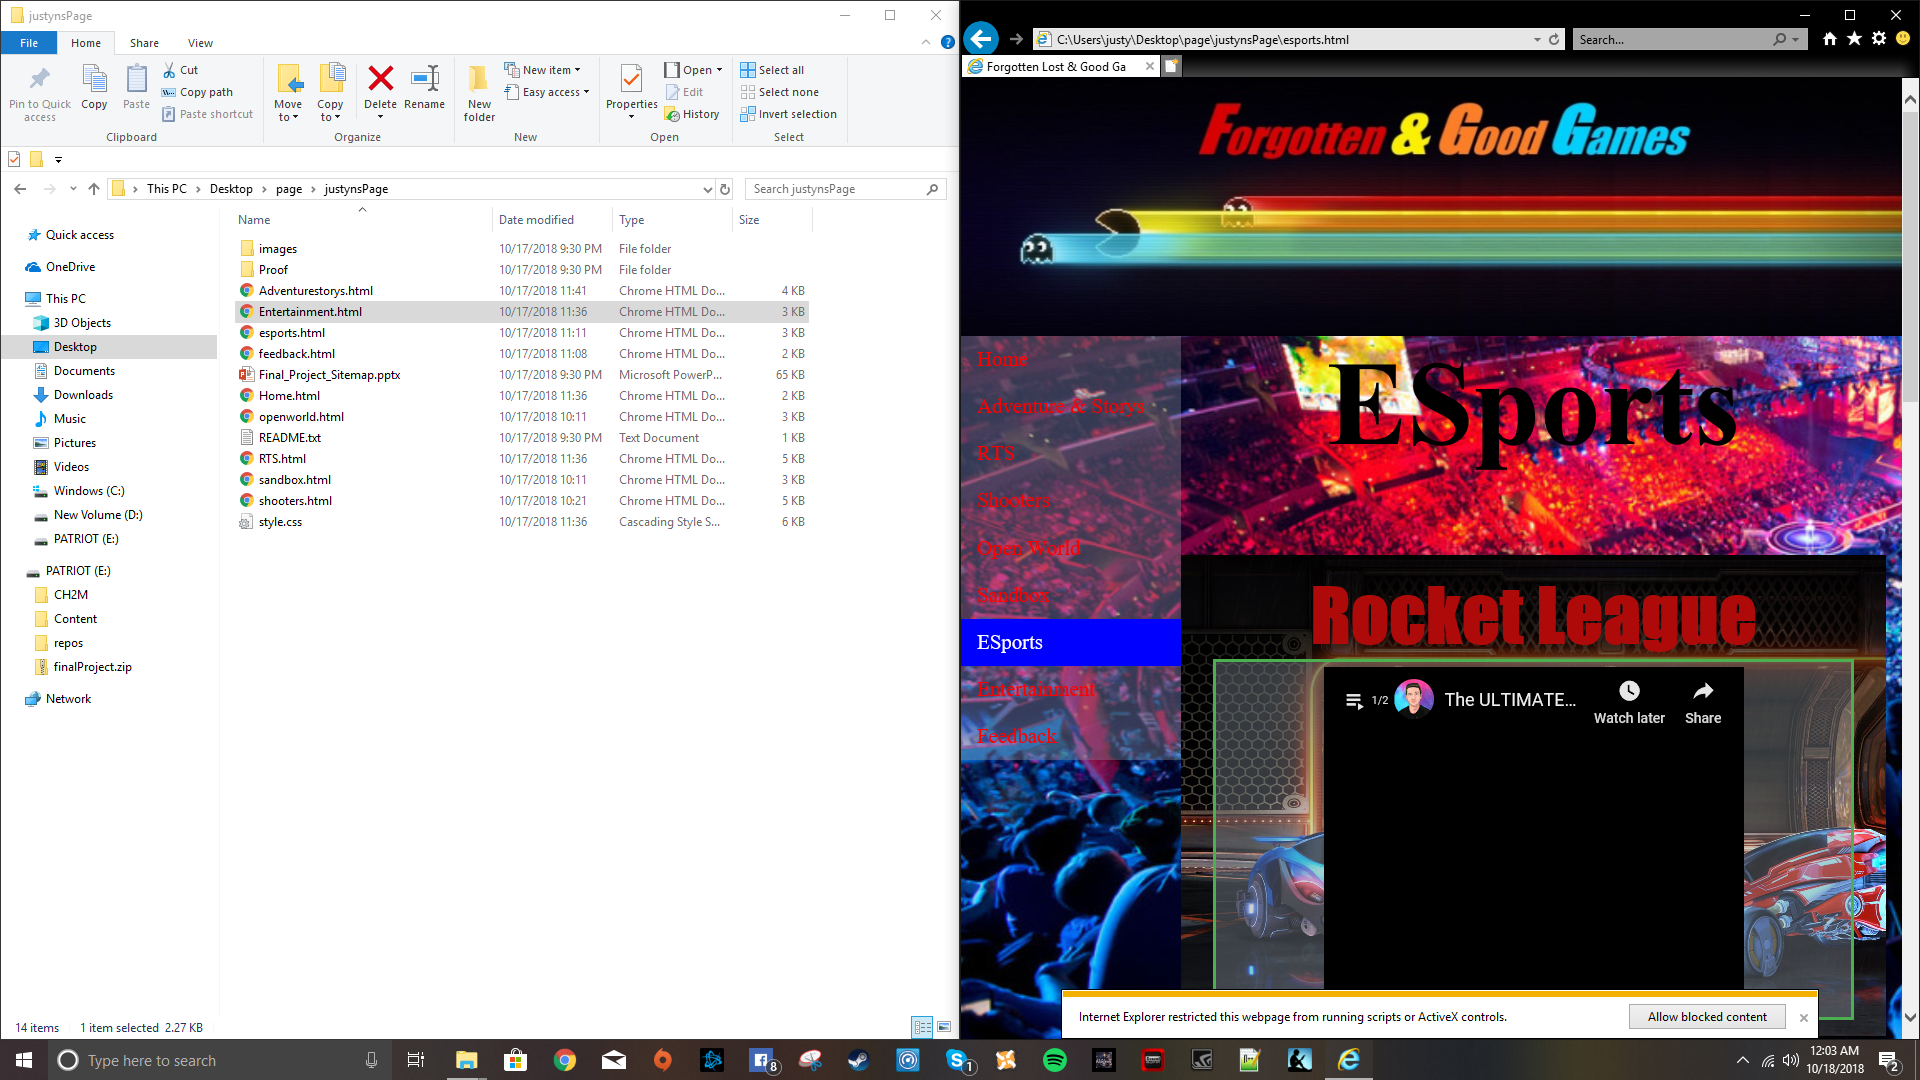 justynsPage
File Home Share View
Pin to Quick access
Copy
Paste
Cut
Copy path
Paste shortcut
Clipboard
Move to
Copy to
Delete
Rename
Organize
New folder
New item
Easy access
New
Properties
Open
Edit
History
Open
Select all
Select none
Invert selection
Select
This PC > Desktop > page > justynsPage
Search justynsPage
Quick access
OneDrive
This PC
3D Objects
Desktop
Documents
Downloads
Music
Pictures
Videos
Windows (C:)
New Volume (D:)
PATRIOT (E:)
PATRIOT (E:)
CH2M
Content
repos
finalProject.zip
Network
Name Date modified Type Size
images 10/17/2018 9:30 PM File folder
Proof 10/17/2018 9:30 PM File folder
Adventurestorys.html 10/17/2018 11:41 Chrome HTML Do... 4 KB
Entertainment.html 10/17/2018 11:36 Chrome HTML Do... 3 KB
esports.html 10/17/2018 11:11 Chrome HTML Do... 3 KB
feedback.html 10/17/2018 11:08 Chrome HTML Do... 2 KB
Final_Project_Sitemap.pptx 10/17/2018 9:30 PM Microsoft PowerP... 65 KB
Home.html 10/17/2018 11:36 Chrome HTML Do... 2 KB
openworld.html 10/17/2018 10:11 Chrome HTML Do... 3 KB
README.txt 10/17/2018 9:30 PM Text Document 1 KB
RTS.html 10/17/2018 11:36 Chrome HTML Do... 5 KB
sandbox.html 10/17/2018 10:11 Chrome HTML Do... 3 KB
shooters.html 10/17/2018 10:21 Chrome HTML Do... 5 KB
style.css 10/17/2018 11:36 Cascading Style S... 6 KB
14 items 1 item selected 2.27 KB
C:\Users\justy\Desktop\page\justynsPage\esports.html
Search...
Forgotten Lost & Good Ga
Forgotten & Good Games
Home
Adventure & Storys
RTS
Shooters
Open World
Sandbox
ESports
Entertainment
Feedback
ESports
Rocket League
1/2
The ULTIMATE...
Watch later
Share
Internet Explorer restricted this webpage from running scripts or ActiveX controls.
Allow blocked content
Type here to search
8
1
12:03 AM
10/18/2018
2